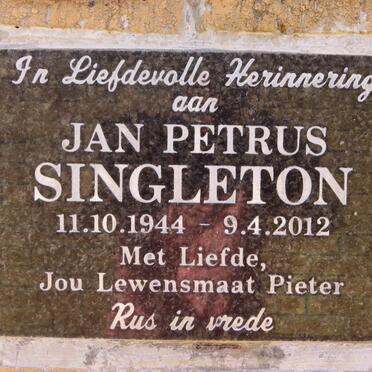 In Liefdevolle Herinnering
aan
JAN PETRUS
SINGLETON
11.10.1944 - 9.4.2012
Met Liefde,
Jou Lewensmaat Pieter
Rus in vrede